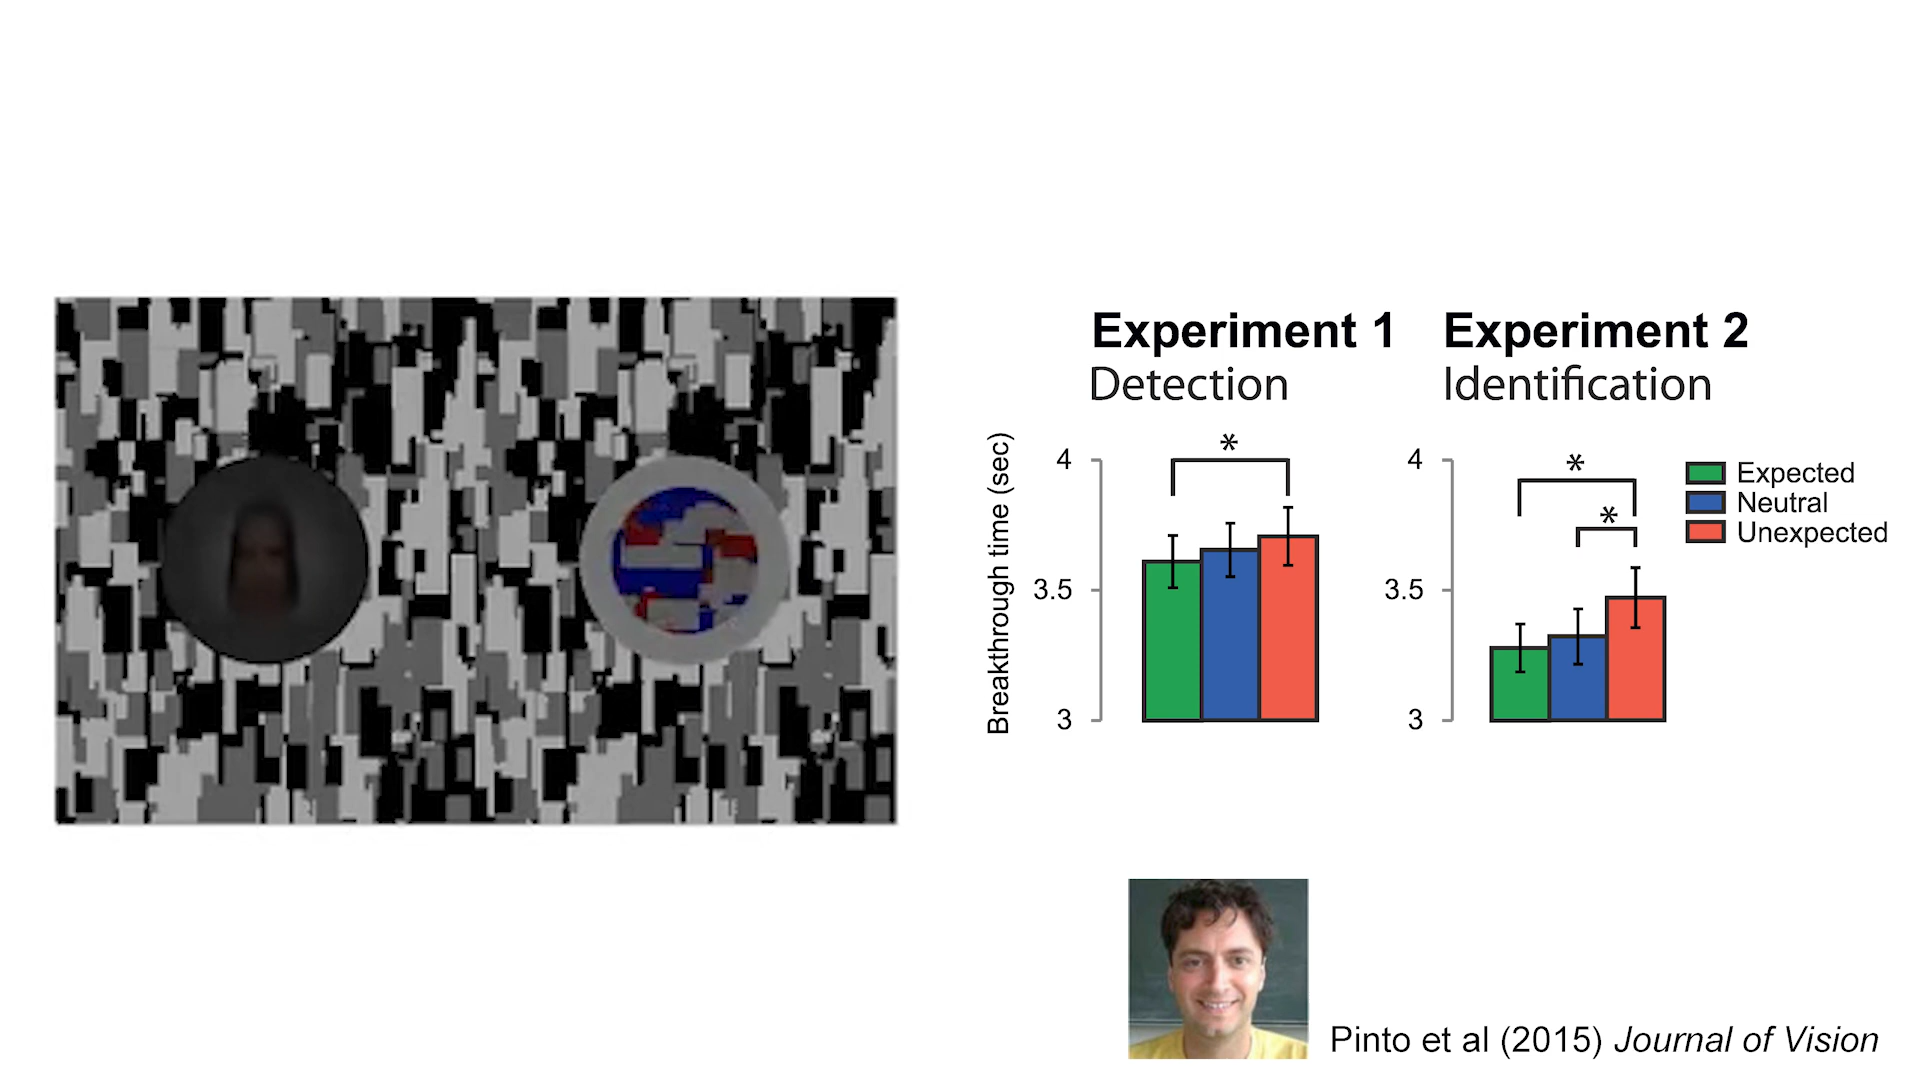 Experiment 1
Detection
Experiment 2
Identification
Breakthrough time (sec)
4
3.5
3
*
4
3.5
3
*
*
Expected
Neutral
Unexpected
Pinto et al (2015) Journal of Vision